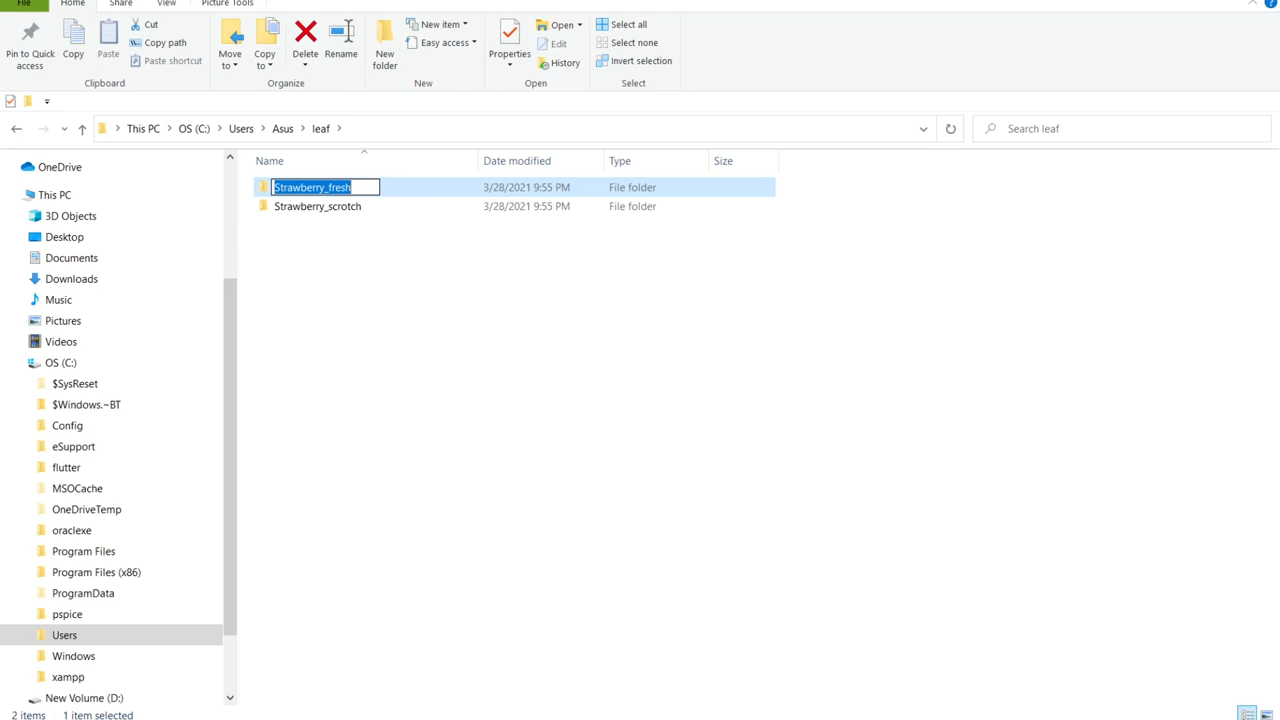 File Home Share View Picture Tools
Pin to Quick access
Copy
Paste
Cut
Copy path
Paste shortcut
Clipboard
Move to
Copy to
Delete
Rename
Organize
New folder
New item
Easy access
New
Properties
Open
Edit
History
Open
Select all
Select none
Invert selection
Select
This PC > OS (C:) > Users > Asus > leaf >
Search leaf
Name Date modified Type Size
Strawberry_fresh 3/28/2021 9:55 PM File folder
Strawberry_scrotch 3/28/2021 9:55 PM File folder
OneDrive
This PC
3D Objects
Desktop
Documents
Downloads
Music
Pictures
Videos
OS (C:)
$SysReset
$Windows.~BT
Config
eSupport
flutter
MSOCache
OneDriveTemp
oraclexe
Program Files
Program Files (x86)
ProgramData
pspice
Users
Windows
xampp
New Volume (D:)
2 items 1 item selected